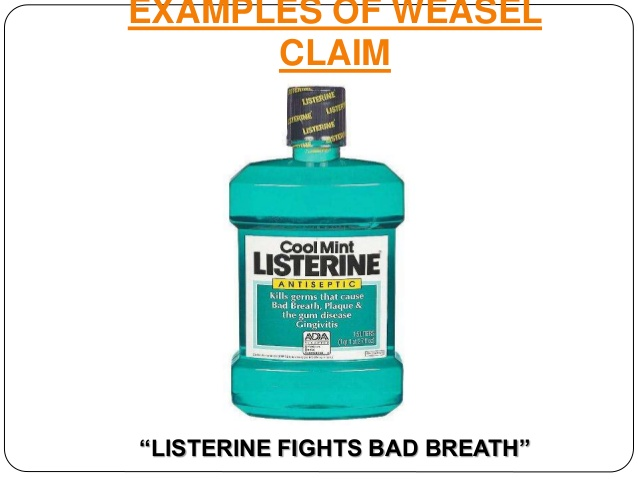 EXAMPLES OF WEASEL
CLAIM
LISTERINE
LISTERINE
LISTERINE
Cool Mint
LISTERINE
ANTISEPTIC
Kills germs that cause
Bad Breath, Plaque &
the gum disease
Gingivitis
ADA
“LISTERINE FIGHTS BAD BREATH”